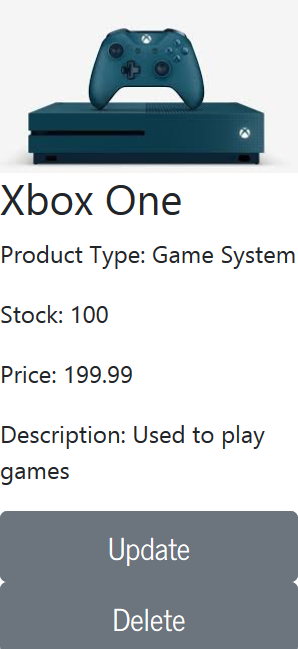 Xbox One
Product Type: Game System
Stock: 100
Price: 199.99
Description: Used to play
games
Update
Delete